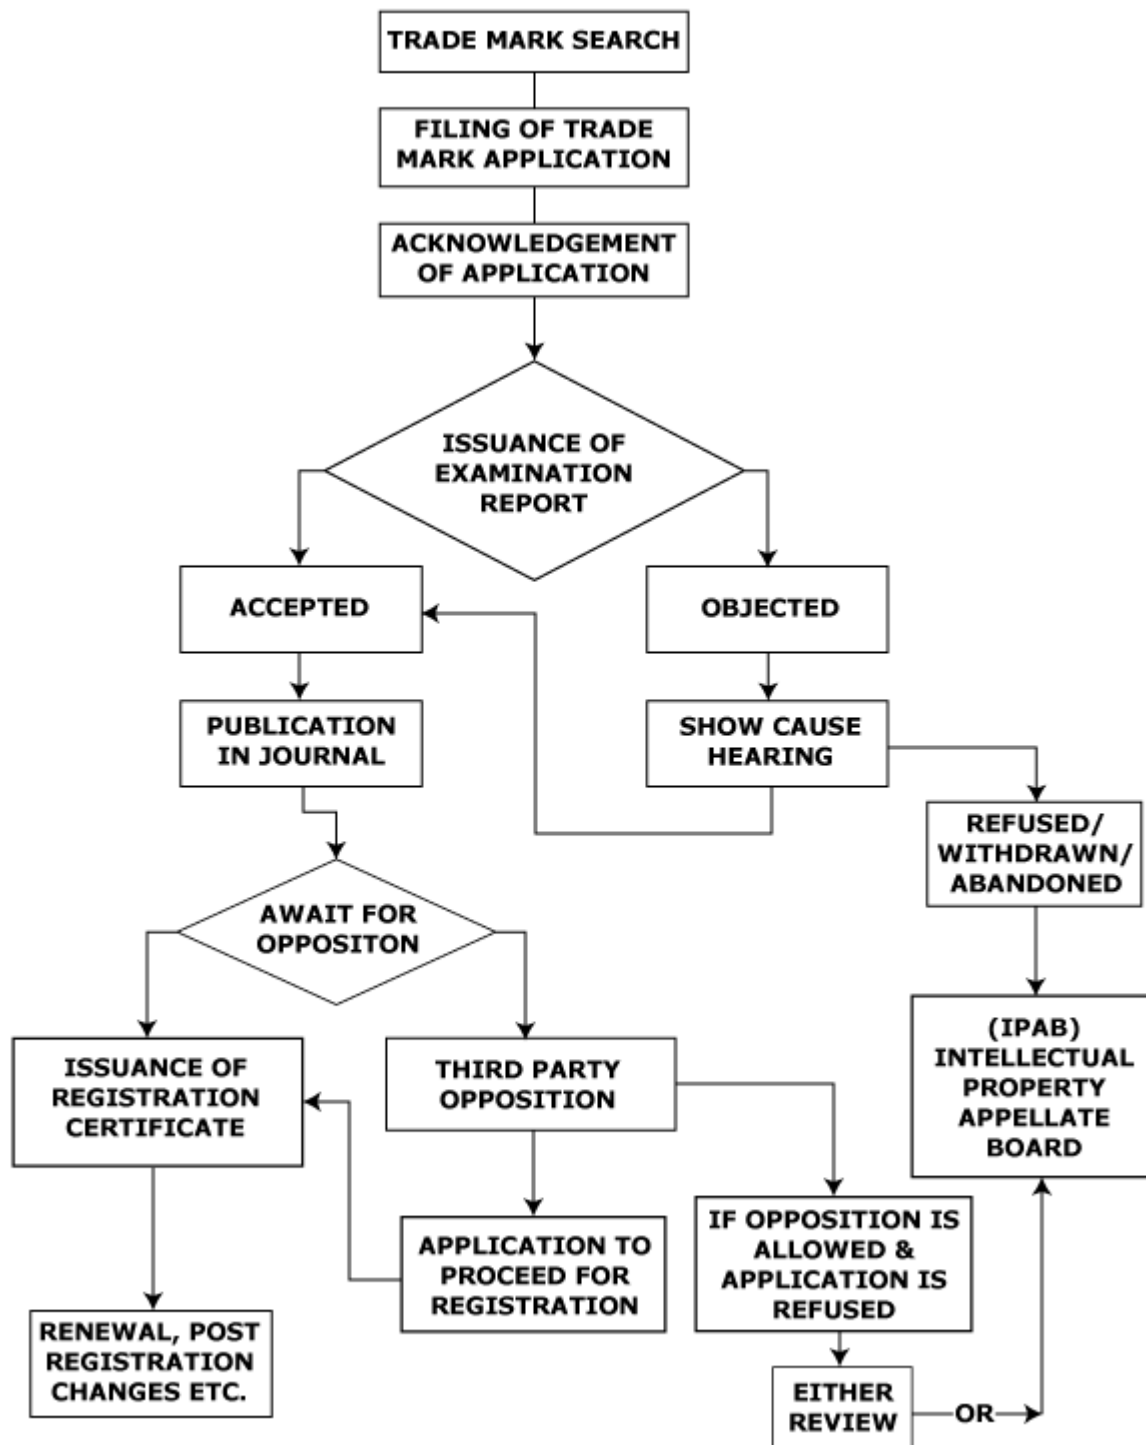 TRADE MARK SEARCH
FILING OF TRADE
MARK APPLICATION
ACKNOWLEDGEMENT
OF APPLICATION
ISSUANCE OF
EXAMINATION
REPORT
ACCEPTED
OBJECTED
PUBLICATION
IN JOURNAL
SHOW CAUSE
HEARING
REFUSED/
WITHDRAWN/
ABANDONED
AWAIT FOR
OPPOSITON
(IPAB)
INTELLECTUAL
PROPERTY
APPELLATE
BOARD
ISSUANCE OF
REGISTRATION
CERTIFICATE
THIRD PARTY
OPPOSITION
IF OPPOSITION IS
ALLOWED &
APPLICATION IS
REFUSED
APPLICATION TO
PROCEED FOR
REGISTRATION
RENEWAL, POST
REGISTRATION
CHANGES ETC.
EITHER
REVIEW
OR